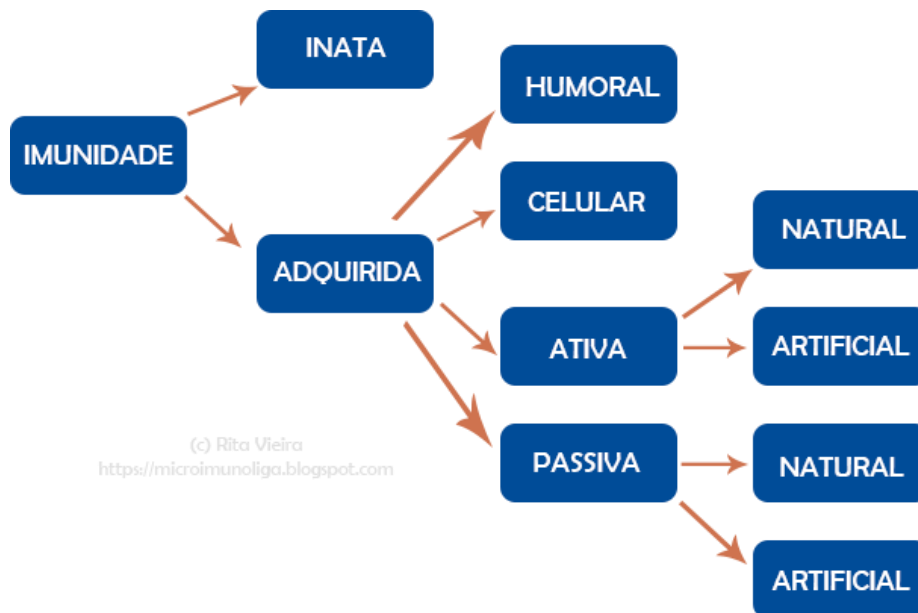 INATA
HUMORAL
IMUNIDADE
CELULAR
NATURAL
ADQUIRIDA
ATIVA
ARTIFICIAL
(c) Rita Vieira
https://microimunoliga.blogspot.com
PASSIVA
NATURAL
ARTIFICIAL